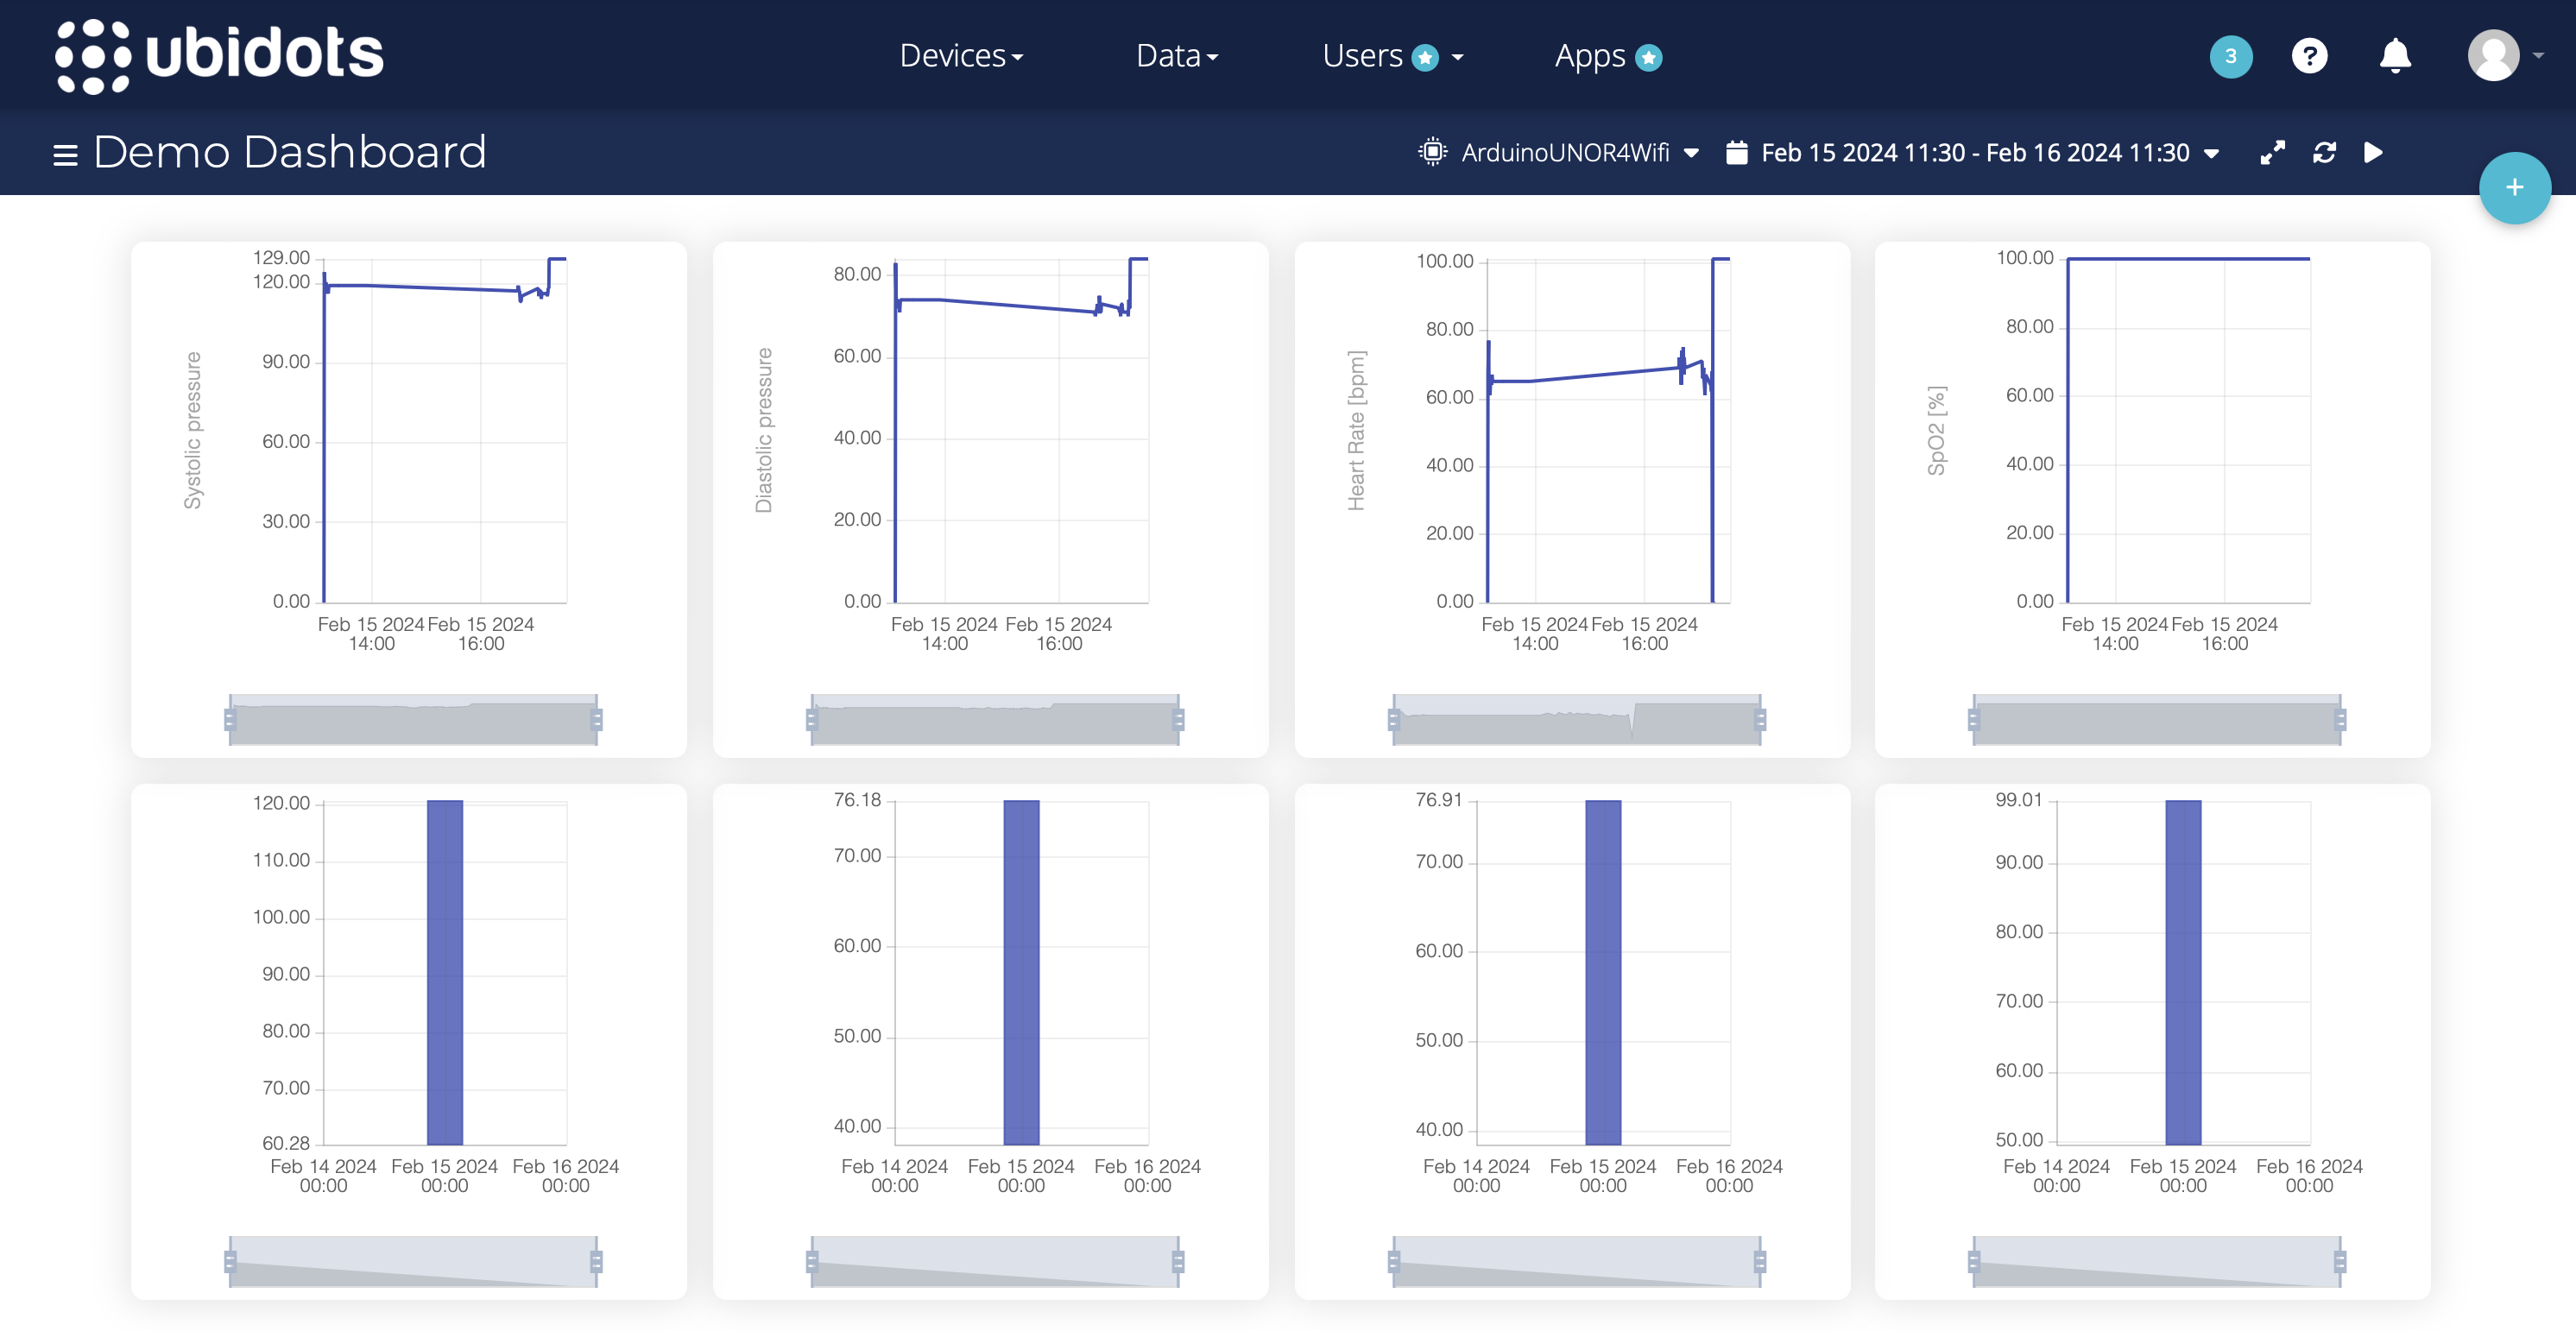 ubidots
Devices
Data
Users
Apps
3
?
Demo Dashboard
ArduinoUNOR4Wifi
Feb 15 2024 11:30 - Feb 16 2024 11:30
+
Systolic pressure
129.00
120.00
90.00
60.00
30.00
0.00
Feb 15 2024 Feb 15 2024
14:00 16:00
Diastolic pressure
80.00
60.00
40.00
20.00
0.00
Feb 15 2024 Feb 15 2024
14:00 16:00
Heart Rate [bpm]
100.00
80.00
60.00
40.00
20.00
0.00
Feb 15 2024 Feb 15 2024
14:00 16:00
SpO2 [%]
100.00
80.00
60.00
40.00
20.00
0.00
Feb 15 2024 Feb 15 2024
14:00 16:00
120.00
110.00
100.00
90.00
80.00
70.00
60.28
Feb 14 2024 Feb 15 2024 Feb 16 2024
00:00 00:00 00:00
76.18
70.00
60.00
50.00
40.00
Feb 14 2024 Feb 15 2024 Feb 16 2024
00:00 00:00 00:00
76.91
70.00
60.00
50.00
40.00
Feb 14 2024 Feb 15 2024 Feb 16 2024
00:00 00:00 00:00
99.01
90.00
80.00
70.00
60.00
50.00
Feb 14 2024 Feb 15 2024 Feb 16 2024
00:00 00:00 00:00